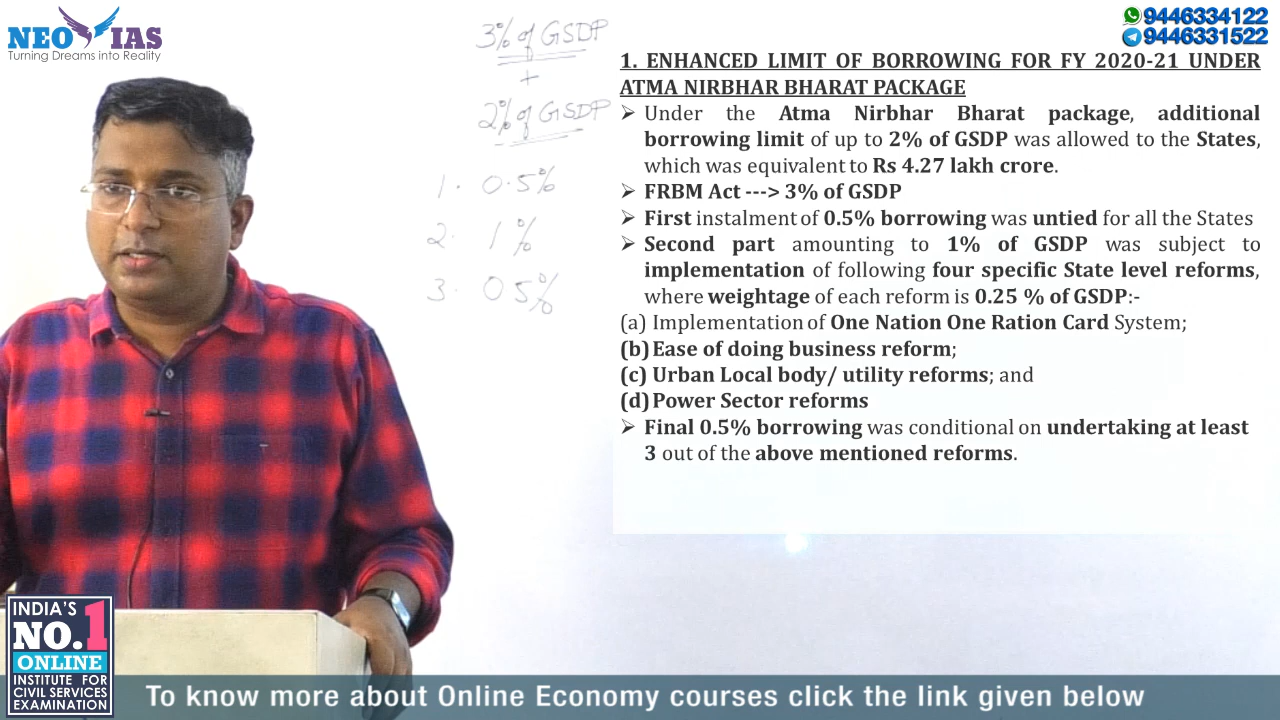 NEO IAS
Turning Dreams into Reality
9446334122
9446331522
3% of GSDP
+
2% of GSDP
1. 0.5%
2. 1%
3. 05%
1. ENHANCED LIMIT OF BORROWING FOR FY 2020-21 UNDER
ATMA NIRBHAR BHARAT PACKAGE
➢ Under the Atma Nirbhar Bharat package, additional
borrowing limit of up to 2% of GSDP was allowed to the States,
which was equivalent to Rs 4.27 lakh crore.
➢ FRBM Act ---> 3% of GSDP
➢ First instalment of 0.5% borrowing was untied for all the States
➢ Second part amounting to 1% of GSDP was subject to
implementation of following four specific State level reforms,
where weightage of each reform is 0.25 % of GSDP:-
(a) Implementation of One Nation One Ration Card System;
(b) Ease of doing business reform;
(c) Urban Local body/ utility reforms; and
(d) Power Sector reforms
➢ Final 0.5% borrowing was conditional on undertaking at least
3 out of the above mentioned reforms.
INDIA'S
NO.1
ONLINE
INSTITUTE FOR
CIVIL SERVICES
EXAMINATION
To know more about Online Economy courses click the link given below